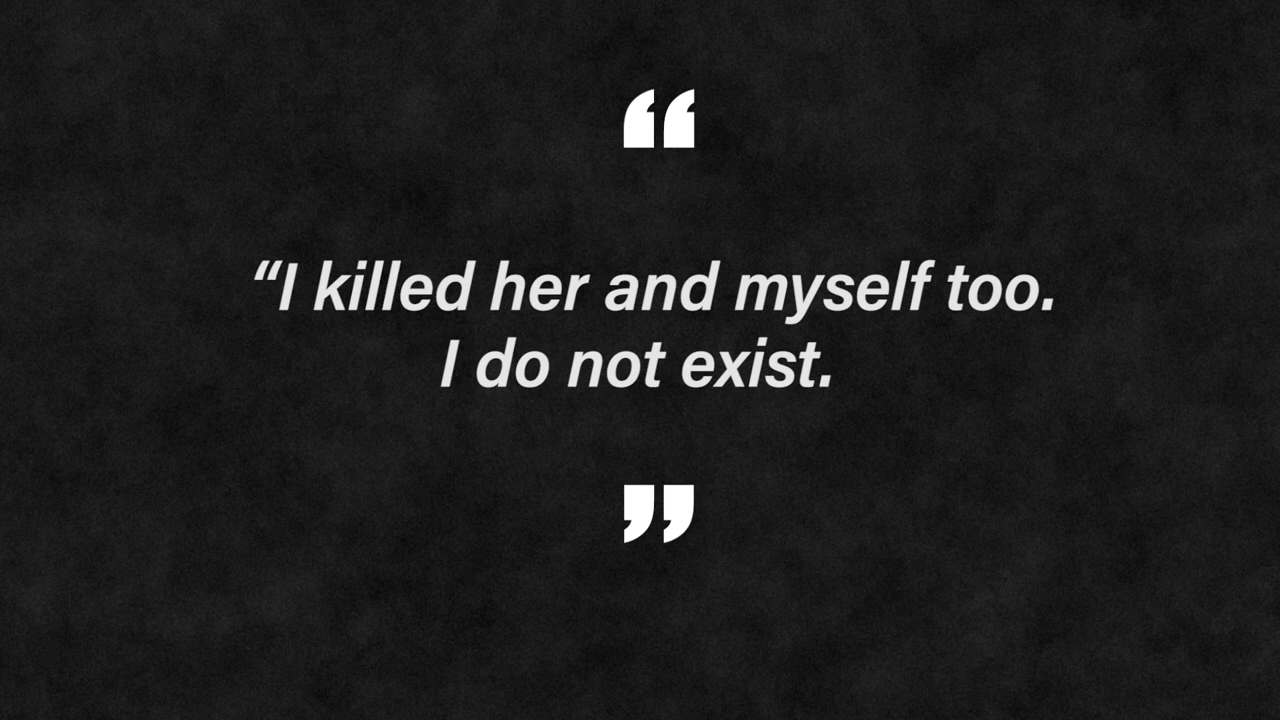 “
“I killed her and myself too.
I do not exist.
”